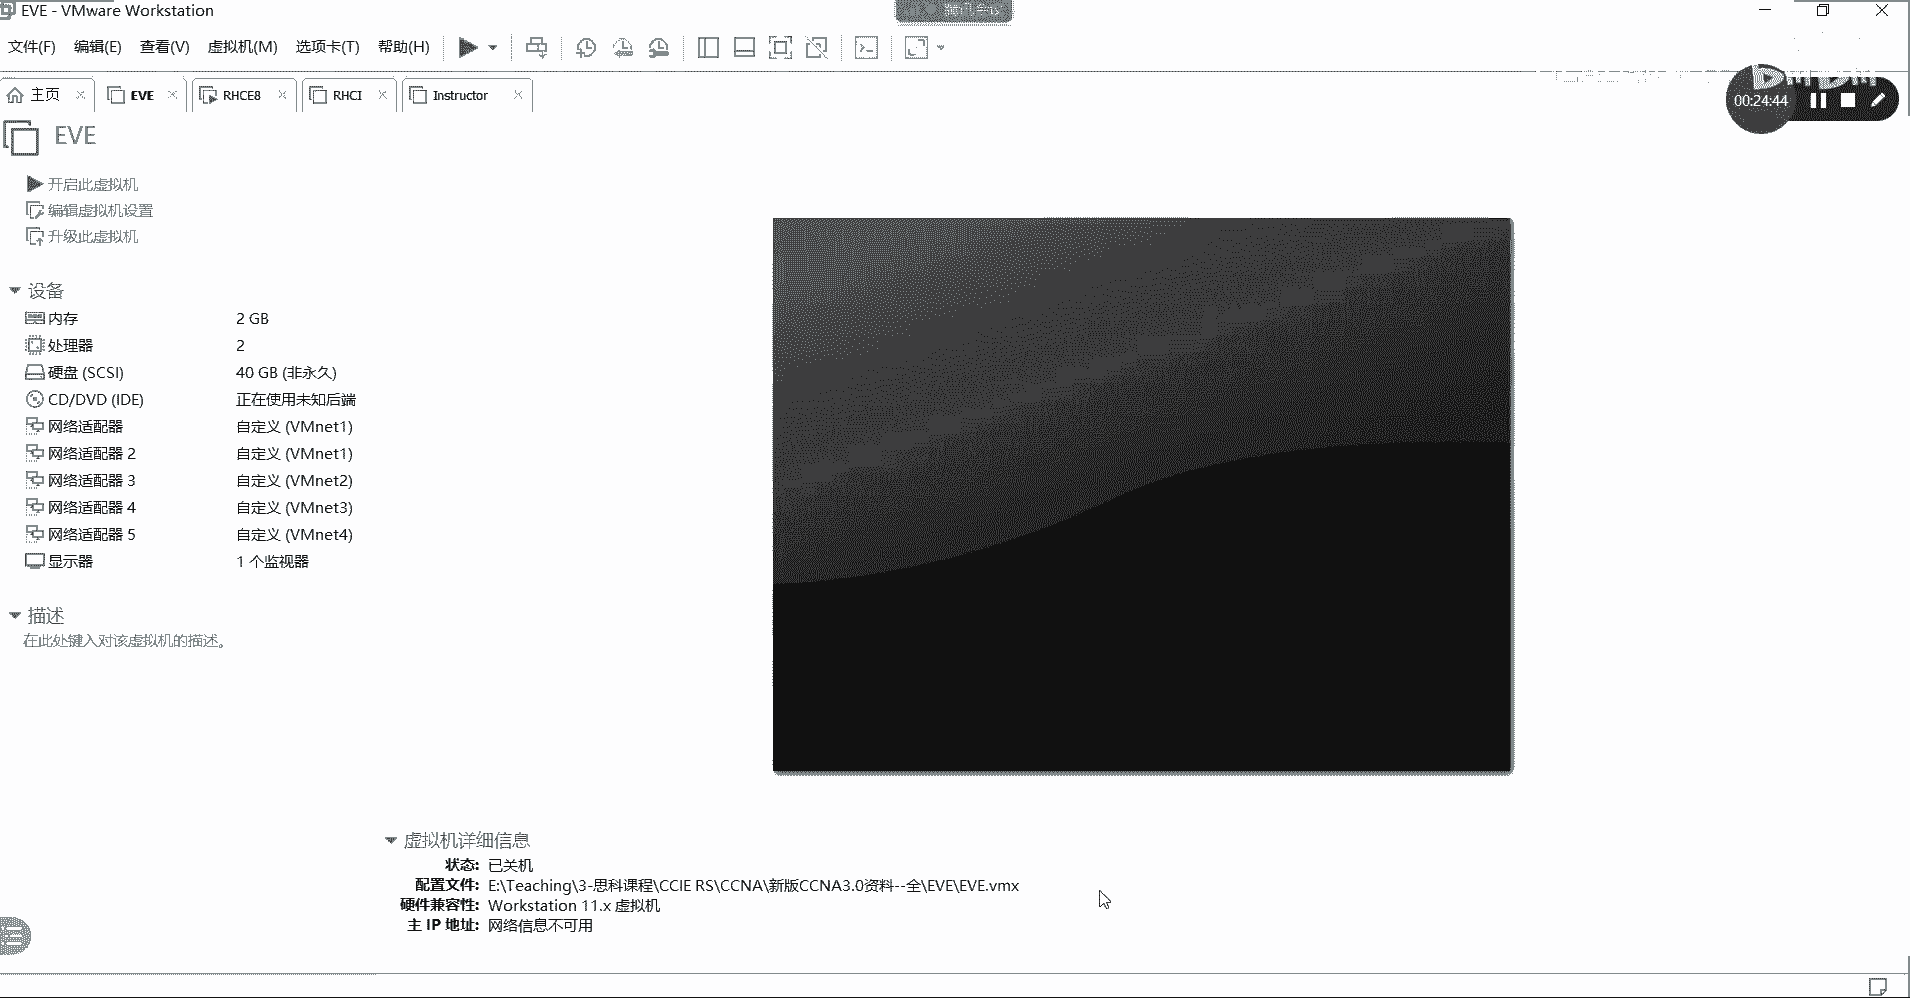 EVE - VMware Workstation
文件(F) 编辑(E) 查看(V) 虚拟机(M) 选项卡(T) 帮助(H)
主页 EVE RHCE8 RHCI Instructor
00:24:44
EVE
开启此虚拟机
编辑虚拟机设置
升级此虚拟机
设备
内存 2 GB
处理器 2
硬盘 (SCSI) 40 GB (非永久)
CD/DVD (IDE) 正在使用未知后端
网络适配器 自定义 (VMnet1)
网络适配器 2 自定义 (VMnet1)
网络适配器 3 自定义 (VMnet2)
网络适配器 4 自定义 (VMnet3)
网络适配器 5 自定义 (VMnet4)
显示器 1 个监视器
描述
在此处键入对该虚拟机的描述。
虚拟机详细信息
状态: 已关机
配置文件: E:\Teaching\3-思科课程\CCIE RS\CCNA\新版CCNA3.0资料--全\EVE\EVE.vmx
硬件兼容性: Workstation 11.x 虚拟机
主 IP 地址: 网络信息不可用